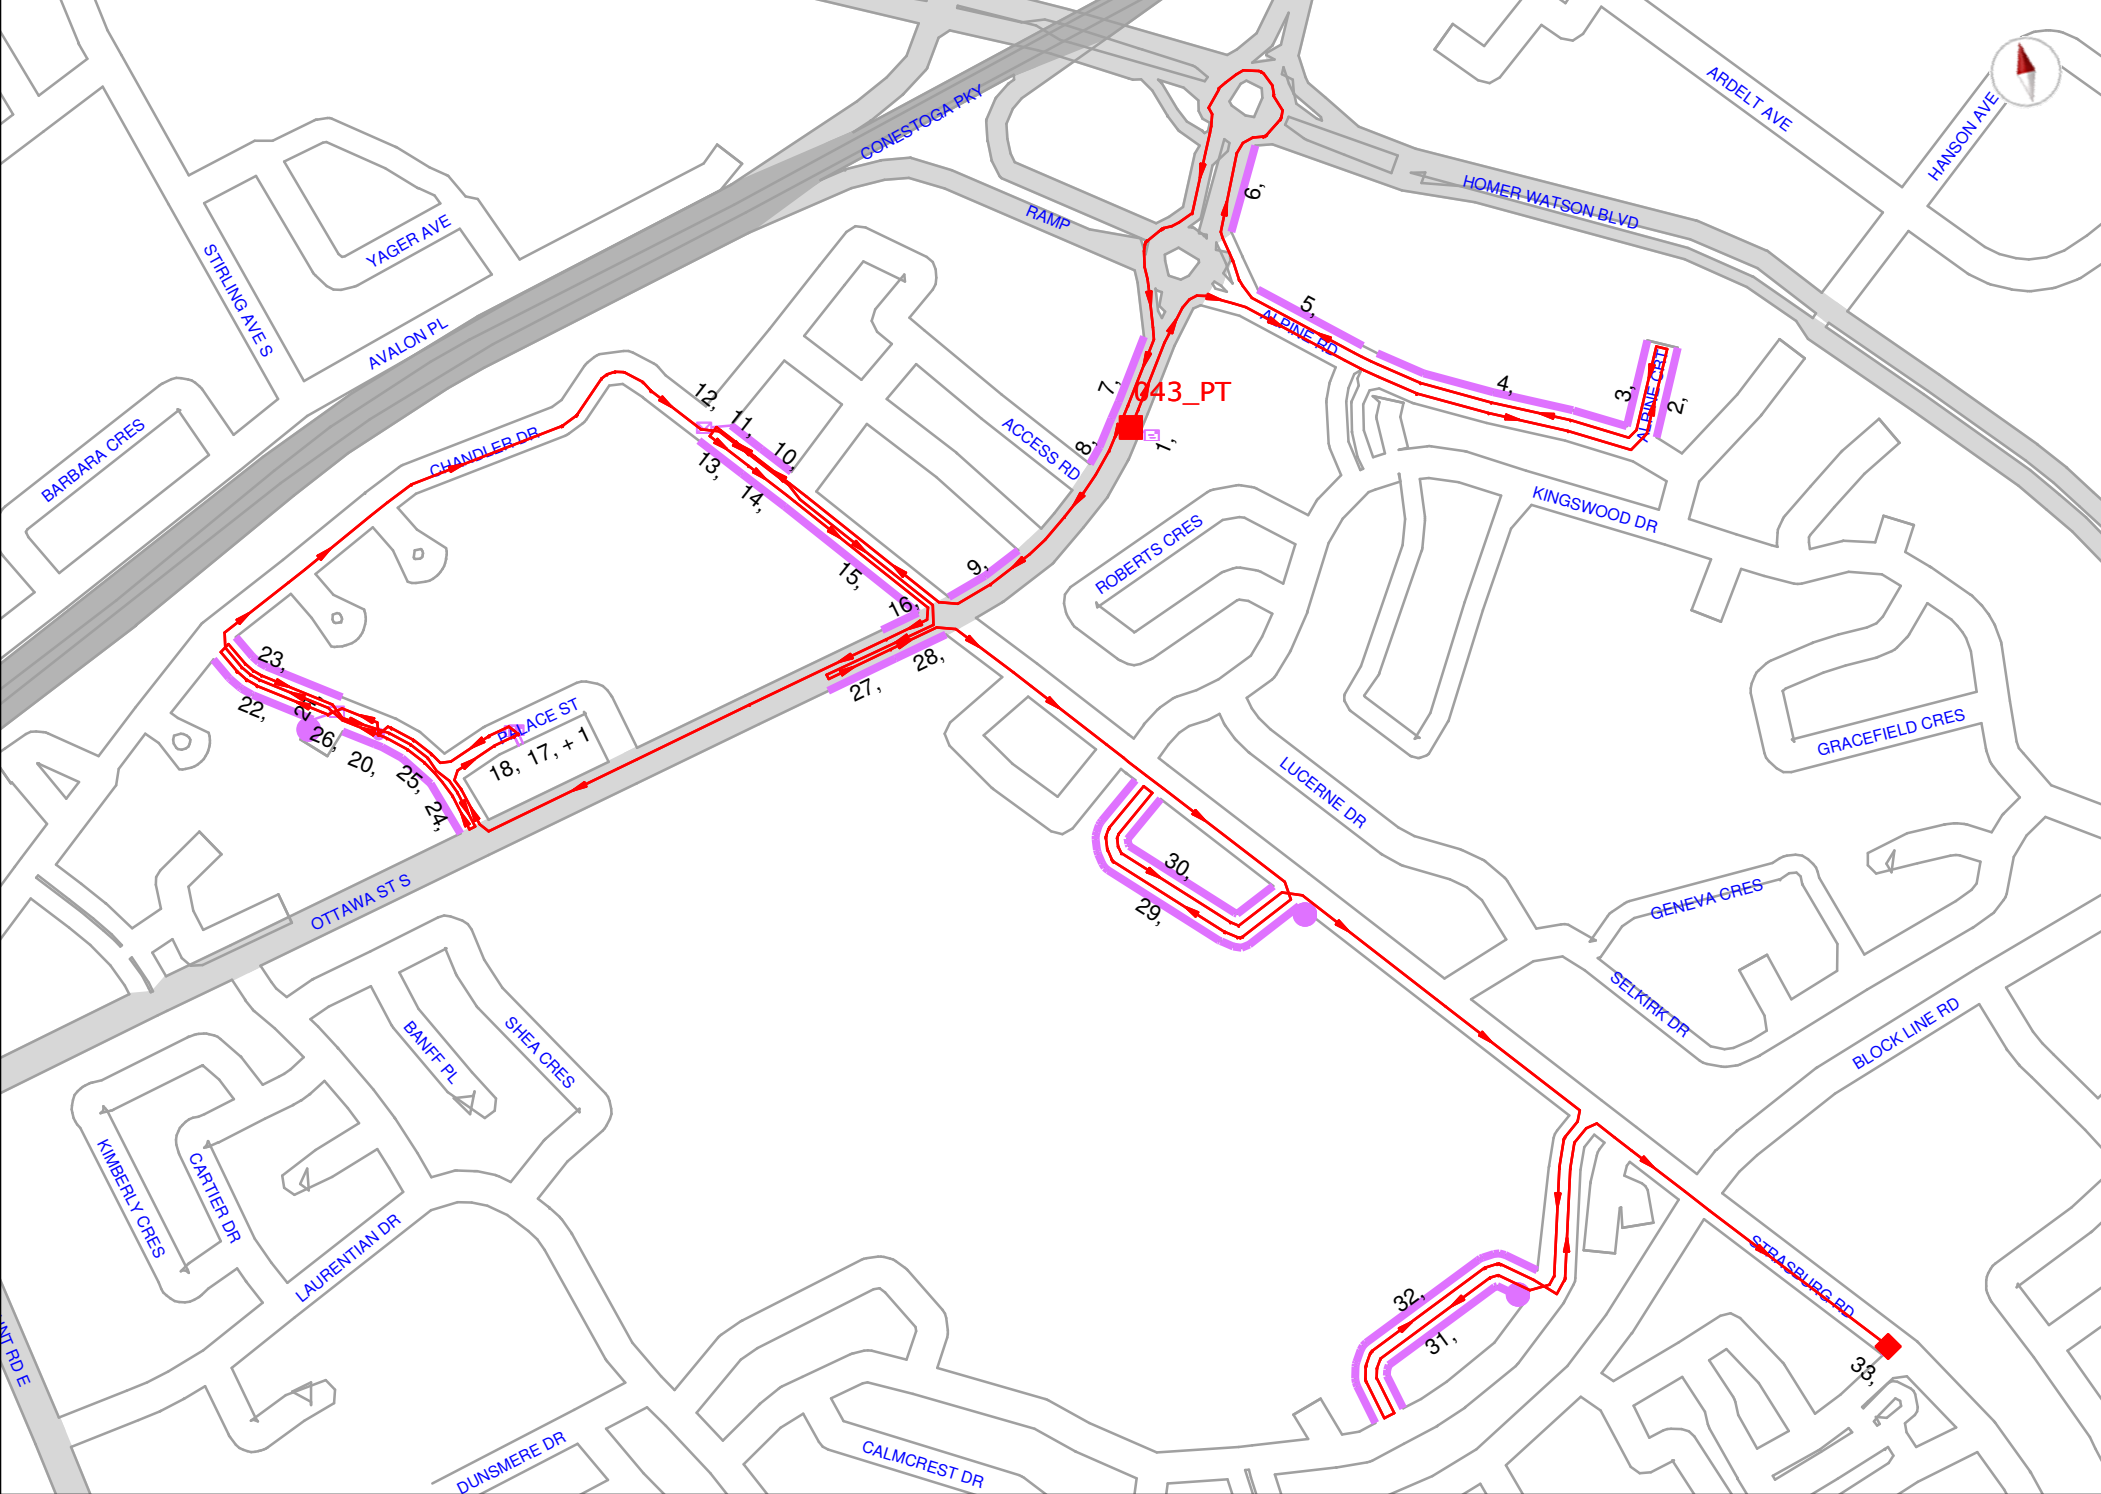 ARDELT AVE
HANSON AVE
CONESTOGA PKY
HOMER WATSON BLVD
6,
RAMP
YAGER AVE
STIRLING AVE S
AVALON PL
5,
ALPINE RD
4,
3,
ALPINE CRT
2,
7,
043_PT
12,
11,
10,
8,
1,
ACCESS RD
CHANDLER DR
BARBARA CRES
13,
14,
KINGSWOOD DR
ROBERTS CRES
15,
9,
16,
28,
27,
23,
22,
26,
20,
25,
24,
PALACE ST
18, 17, + 1
GRACEFIELD CRES
LUCERNE DR
30,
29,
OTTAWA ST S
GENEVA CRES
SELKIRK DR
BLOCK LINE RD
BANFF PL
SHEA CRES
KIMBERLY CRES
CARTIER DR
LAURENTIAN DR
STRASBURG RD
32,
31,
33,
NT RD E
DUNSMERE DR
CALMCREST DR